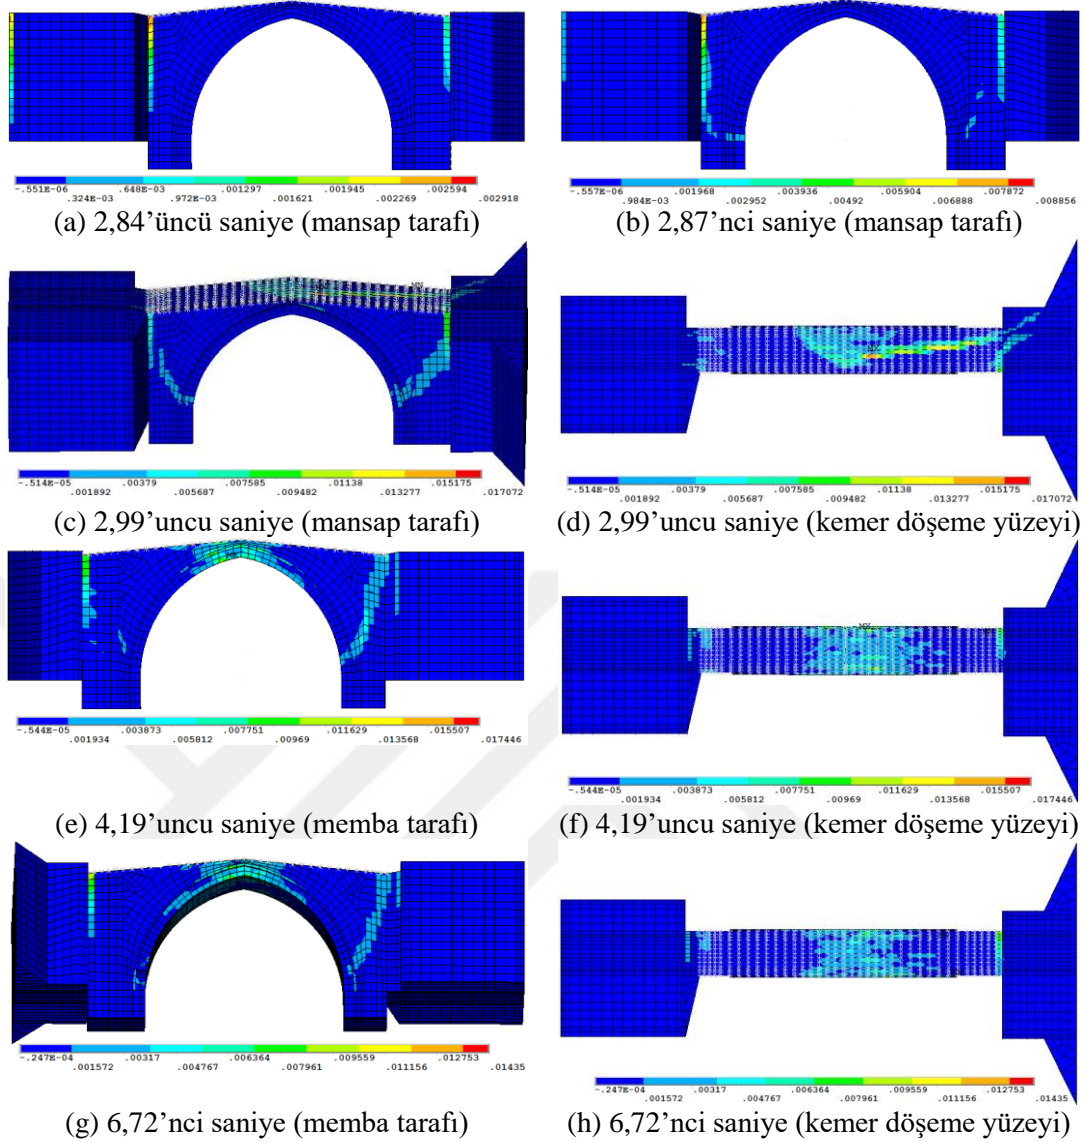 -.551E-06 .648E-03 .001297 .001945 .002594
.324E-03 .972E-03 .001621 .002269 .002918
(a) 2,84’üncü saniye (mansap tarafı)
-.557E-06 .001968 .003936 .005904 .007872
.984E-03 .002952 .00492 .006888 .008856
(b) 2,87’nci saniye (mansap tarafı)
MN
-.514E-05 .00379 .007585 .01138 .015175
.001892 .005687 .009482 .013277 .017072
(c) 2,99’uncu saniye (mansap tarafı)
-.514E-05 .00379 .007585 .01138 .015175
.001892 .005687 .009482 .013277 .017072
(d) 2,99’uncu saniye (kemer döşeme yüzeyi)
-.544E-05 .003873 .007751 .011629 .015507
.001934 .005812 .00969 .013568 .017446
(e) 4,19’uncu saniye (memba tarafı)
MX
-.544E-05 .003873 .007751 .011629 .015507
.001934 .005812 .00969 .013568 .017446
(f) 4,19’uncu saniye (kemer döşeme yüzeyi)
-.247E-04 .00317 .006364 .009559 .012753
.001572 .004767 .007961 .011156 .01435
(g) 6,72’nci saniye (memba tarafı)
-.247E-04 .00317 .006364 .009559 .012753
.001572 .004767 .007961 .011156 .01435
(h) 6,72’nci saniye (kemer döşeme yüzeyi)